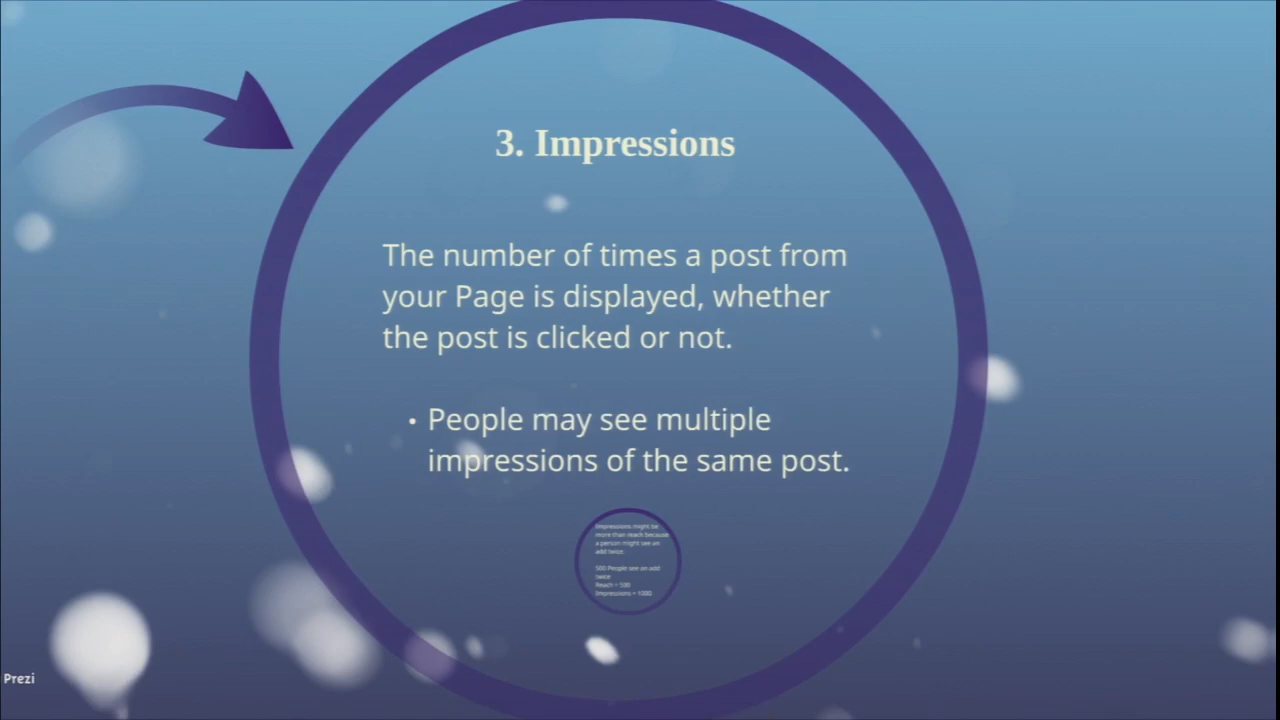 3. Impressions
The number of times a post from
your Page is displayed, whether
the post is clicked or not.
• People may see multiple
impressions of the same post.
Impressions might be
more than reach because
a person might see an
add twice.
500 People see an add
twice
Reach = 500
Impressions = 1000
Prezi